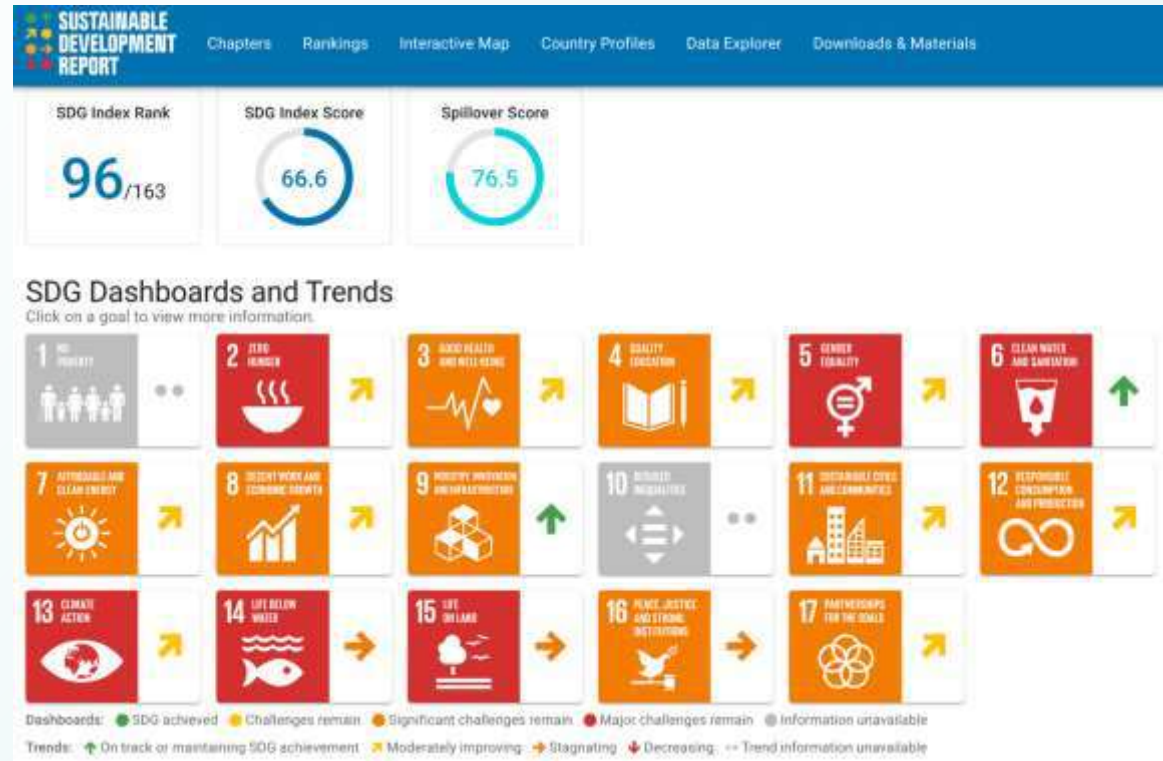 SUSTAINABLE
DEVELOPMENT
REPORT
Chapters Rankings Interactive Map Country Profiles Data Explorer Downloads & Materials
SDG Index Rank SDG Index Score Spillover Score
96/163 66.6 76.5
SDG Dashboards and Trends
Click on a goal to view more information.
1 NO
POVERTY
2 ZERO
HUNGER
3 GOOD HEALTH
AND WELL-BEING
4 QUALITY
EDUCATION
5 GENDER
EQUALITY
6 CLEAN WATER
AND SANITATION
7 AFFORDABLE AND
CLEAN ENERGY
8 DECENT WORK AND
ECONOMIC GROWTH
9 INDUSTRY, INNOVATION
AND INFRASTRUCTURE
10 REDUCED
INEQUALITIES
11 SUSTAINABLE CITIES
AND COMMUNITIES
12 RESPONSIBLE
CONSUMPTION
AND PRODUCTION
13 CLIMATE
ACTION
14 LIFE BELOW
WATER
15 LIFE
ON LAND
16 PEACE, JUSTICE
AND STRONG
INSTITUTIONS
17 PARTNERSHIPS
FOR THE GOALS
Dashboards: SDG achieved Challenges remain Significant challenges remain Major challenges remain Information unavailable
Trends: On track or maintaining SDG achievement Moderately improving Stagnating Decreasing Trend information unavailable